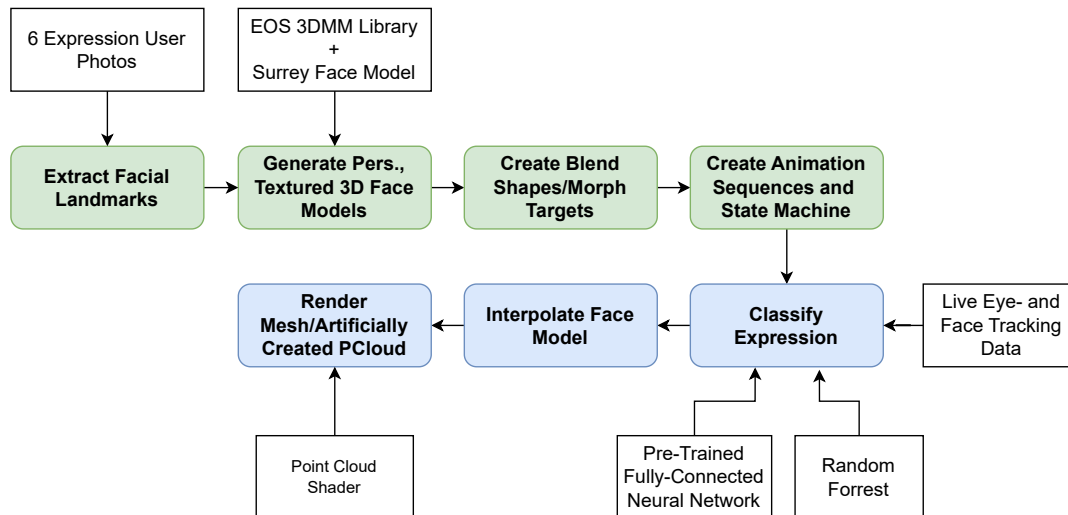 6 Expression User
Photos
EOS 3DMM Library
+
Surrey Face Model
Extract Facial
Landmarks
Generate Pers.,
Textured 3D Face
Models
Create Blend
Shapes/Morph
Targets
Create Animation
Sequences and
State Machine
Render
Mesh/Artificially
Created PCloud
Interpolate Face
Model
Classify
Expression
Live Eye- and
Face Tracking
Data
Point Cloud
Shader
Pre-Trained
Fully-Connected
Neural Network
Random
Forrest